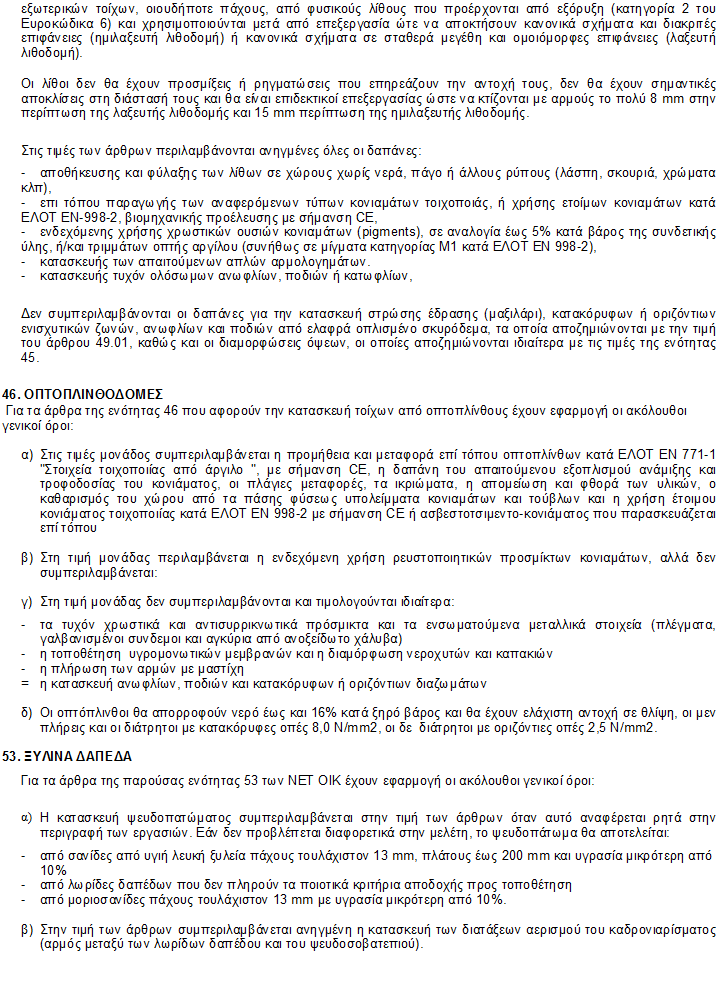 εξωτερικών τοίχων, οιουδήποτε πάχους, από φυσικούς λίθους που προέρχονται από εξόρυξη (κατηγορία 2 του
Ευροκώδικα 6) και χρησιμοποιούνται μετά από επεξεργασία ώτε να αποκτήσουν κανονικά σχήματα και διακριτές
επιφάνειες (ημιλαξευτή λιθοδομή) ή κανονικά σχήματα σε σταθερά μεγέθη και ομοιόμορφες επιφάνειες (λαξευτή
λιθοδομή).
Οι λίθοι δεν θα έχουν προσμίξεις ή ρηγματώσεις που επηρεάζουν την αντοχή τους, δεν θα έχουν σημαντικές
αποκλίσεις στη διάστασή τους και θα είναι επιδεκτικοί επεξεργασίας ώστε να κτίζονται με αρμούς το πολύ 8 mm στην
περίπτωση της λαξευτής λιθοδομής και 15 mm περίπτωση της ημιλαξευτής λιθοδομής.
Στις τιμές των άρθρων περιλαμβάνονται ανηγμένες όλες οι δαπάνες:
- αποθήκευσης και φύλαξης των λίθων σε χώρους χωρίς νερά, πάγο ή άλλους ρύπους (λάσπη, σκουριά, χρώματα
κλπ),
- επι τόπου παραγωγής των αναφερόμενων τύπων κονιαμάτων τοιχοποιάς, ή χρήσης ετοίμων κονιαμάτων κατά
ΕΛΟΤ ΕΝ-998-2, βιομηχανικής προέλευσης με σήμανση CE,
- ενδεχόμενης χρήσης χρωστικών ουσιών κονιαμάτων (pigments), σε αναλογία έως 5% κατά βάρος της συνδετικής
ύλης, ή/και τριμμάτων οπτής αργίλου (συνήθως σε μίγματα κατηγορίας Μ1 κατά ΕΛΟΤ ΕΝ 998-2),
- κατασκευής των απαιτούμενων απλών αρμολογημάτων.
- κατασκευής τυχόν ολόσωμων ανωφλίων, ποδιών ή κατωφλίων,
Δεν συμπεριλαμβάνονται οι δαπάνες για την κατασκευή στρώσης έδρασης (μαξιλάρι), κατακόρυφων ή οριζόντιων
ενισχυτικών ζωνών, ανωφλίων και ποδιών από ελαφρά οπλισμένο σκυρόδεμα, τα οποία αποζημιώνονται με την τιμή
του άρθρου 49.01, καθώς και οι διαμορφώσεις όψεων, οι οποίες αποζημιώνονται ιδιαίτερα με τις τιμές της ενότητας
45.
46. ΟΠΤΟΠΛΙΝΘΟΔΟΜΕΣ
Για τα άρθρα της ενότητας 46 που αφορούν την κατασκευή τοίχων από οπτοπλίνθους έχουν εφαρμογή οι ακόλουθοι
γενικοί όροι:
α) Στις τιμές μονάδος συμπεριλαμβάνεται η προμήθεια και μεταφορά επί τόπου οπτοπλίνθων κατά ΕΛΟΤ ΕΝ 771-1
"Στοιχεία τοιχοποιίας από άργιλο ", με σήμανση CE, η δαπάνη του απαιτουμένου εξοπλισμού ανάμιξης και
τροφοδοσίας του κονιάματος, οι πλάγιες μεταφορές, τα ικριώματα, η απομείωση και φθορά των υλικών, ο
καθαρισμός του χώρου από τα πάσης φύσεως υπολείμματα κονιαμάτων και τούβλων και η χρήση έτοιμου
κονιάματος τοιχοποιίας κατά ΕΛΟΤ ΕΝ 998-2 με σήμανση CE ή ασβεστοτσιμεντο-κονιάματος που παρασκευάζεται
επί τόπου
β) Στη τιμή μονάδας περιλαμβάνεται η ενδεχόμενη χρήση ρευστοποιητικών προσμίκτων κονιαμάτων, αλλά δεν
συμπεριλαμβάνεται:
γ) Στη τιμή μονάδας δεν συμπεριλαμβάνονται και τιμολογούνται ιδιαίτερα:
- τα τυχόν χρωστικά και αντισυρρικνωτικά πρόσμικτα και τα ενσωματούμενα μεταλλικά στοιχεία (πλέγματα,
γαλβανισμένοι συνδεμοι και αγκύρια από ανοξείδωτο χάλυβα)
- η τοποθέτηση υγρομονωτικών μεμβρανών και η διαμόρφωση νεροχυτών και καπακιών
- η πλήρωση των αρμών με μαστίχη
= η κατασκευή ανωφλίων, ποδιών και κατακόρυφων ή οριζόντιων διαζωμάτων
δ) Οι οπτόπλινθοι θα απορροφούν νερό έως και 16% κατά ξηρό βάρος και θα έχουν ελάχιστη αντοχή σε θλίψη, οι μεν
πλήρεις και οι διάτρητοι με κατακόρυφες οπές 8,0 N/mm2, οι δε διάτρητοι με οριζόντιες οπές 2,5 N/mm2.
53. ΞΥΛΙΝΑ ΔΑΠΕΔΑ
Για τα άρθρα της παρούσας ενότητας 53 των ΝΕΤ ΟΙΚ έχουν εφαρμογή οι ακόλουθοι γενικοί όροι:
α) Η κατασκευή ψευδοπατώματος συμπεριλαμβάνεται στην τιμή των άρθρων όταν αυτό αναφέρεται ρητά στην
περιγραφή των εργασιών. Εάν δεν προβλέπεται διαφορετικά στην μελέτη, το ψευδοπάτωμα θα αποτελείται:
- από σανίδες από υγιή λευκή ξυλεία πάχους τουλάχιστον 13 mm, πλάτους έως 200 mm και υγρασία μικρότερη από
10%
- από λωρίδες δαπέδων που δεν πληρούν τα ποιοτικά κριτήρια αποδοχής προς τοποθέτηση
- από μοριοσανίδες πάχους τουλάχιστον 13 mm με υγρασία μικρότερη από 10%.
β) Στην τιμή των άρθρων συμπεριλαμβάνεται ανηγμένη η κατασκευή των διατάξεων αερισμού του καδρονιαρίσματος
(αρμός μεταξύ των λωρίδων δαπέδου και του ψευδοσοβατεπιού).